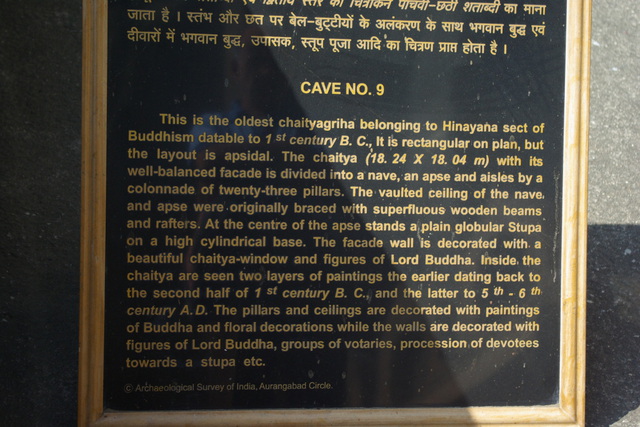 स्तर का चित्रांकन पांचवी-छठी शताब्दी का माना
जाता है । स्तंभ और छत पर बेल-बुट्टीयों के अलंकरण के साथ भगवान बुद्ध एवं
दीवारों में भगवान बुद्ध, उपासक, स्तूप पूजा आदि का चित्रण प्राप्त होता है ।
CAVE NO. 9
This is the oldest chaityagriha belonging to Hinayana sect of
Buddhism datable to 1 st century B. C., It is rectangular on plan, but
the layout is apsidal. The chaitya (18. 24 X 18. 04 m) with its
well-balanced facade is divided into a nave, an apse and aisles by a
colonnade of twenty-three pillars. The vaulted ceiling of the nave
and apse were originally braced with superfluous wooden beams
and rafters. At the centre of the apse stands a plain globular Stupa
on a high cylindrical base. The facade wall is decorated with a
beautiful chaitya-window and figures of Lord Buddha. Inside the
chaitya are seen two layers of paintings the earlier dating back to
the second half of 1 st century B. C., and the latter to 5 th - 6 th
century A.D. The pillars and ceilings are decorated with paintings
of Buddha and floral decorations while the walls are decorated with
figures of Lord Buddha, groups of votaries, procession of devotees
towards a stupa etc.
© Archaeological Survey of India, Aurangabad Circle.